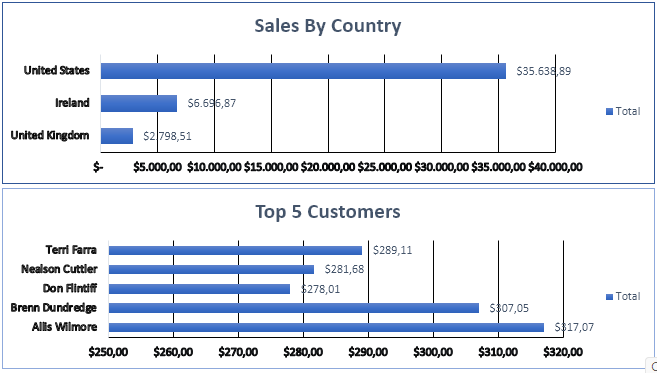 Sales By Country
United States $35.638,89
Ireland $6.696,87
United Kingdom $2.798,51
Total
$- $5.000,00 $10.000,00 $15.000,00 $20.000,00 $25.000,00 $30.000,00 $35.000,00 $40.000,00
Top 5 Customers
Terri Farra $289,11
Nealson Cuttler $281,68
Don Flintiff $278,01
Brenn Dundredge $307,05
Allis Wilmore $317,07
Total
$250,00 $260,00 $270,00 $280,00 $290,00 $300,00 $310,00 $320,00